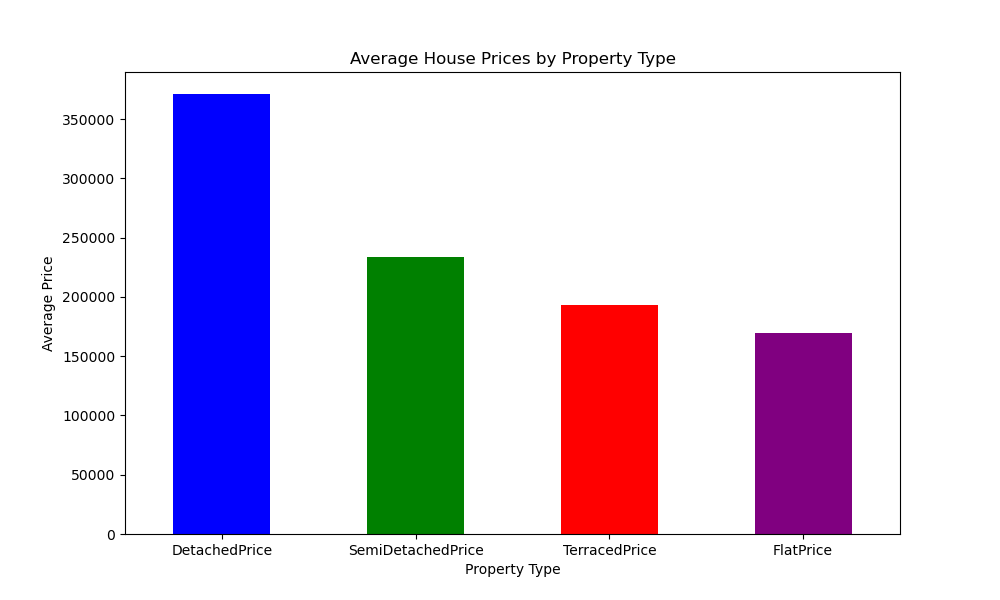 Average House Prices by Property Type
Average Price
350000
300000
250000
200000
150000
100000
50000
0
DetachedPrice SemiDetachedPrice TerracedPrice FlatPrice
Property Type